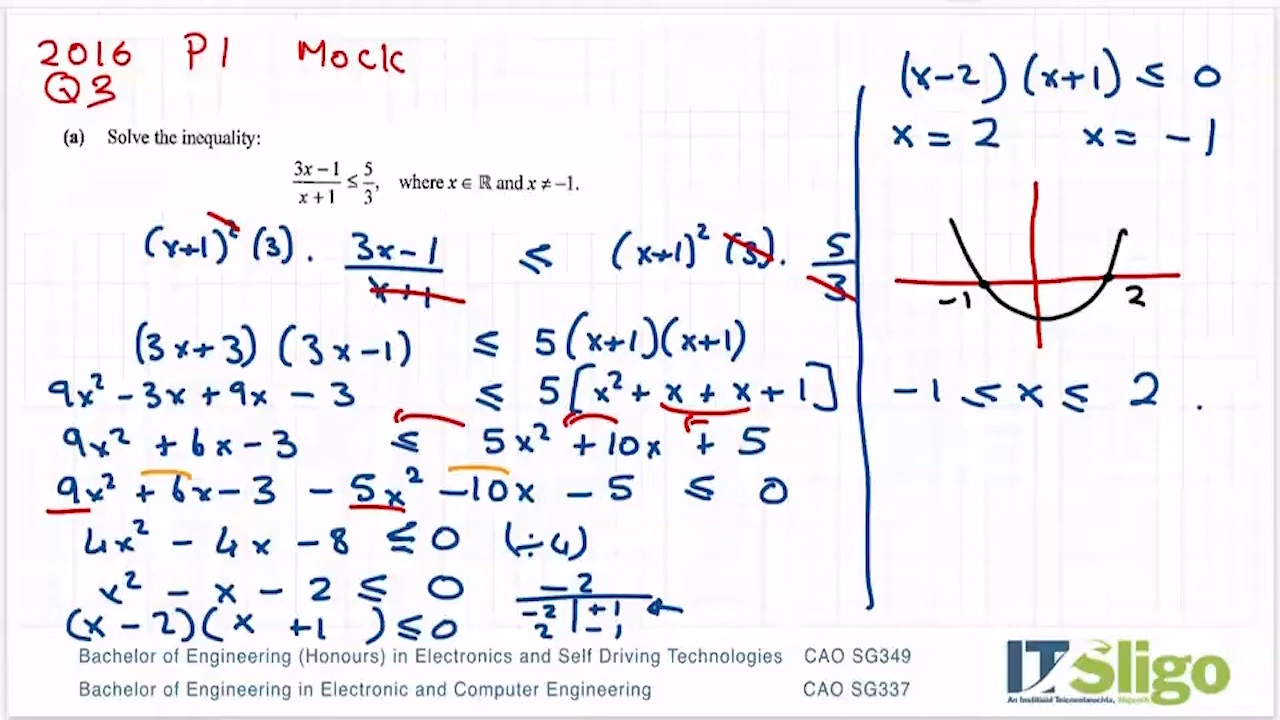 2016 P1 Mock
Q3
(a) Solve the inequality:
(3x − 1)/(x + 1) ≤ 5/3, where x ∈ ℝ and x ≠ −1.
(x+1)² (3) . (3x−1)/(x+1) ≤ (x+1)² (3) . 5/3
(3x+3) (3x−1) ≤ 5(x+1)(x+1)
9x² − 3x + 9x − 3 ≤ 5[x² + x + x + 1]
9x² + 6x − 3 ≤ 5x² + 10x + 5
9x² + 6x − 3 − 5x² − 10x − 5 ≤ 0
4x² − 4x − 8 ≤ 0 (÷4)
x² − x − 2 ≤ 0
(x − 2)(x + 1) ≤ 0
−2
−2 | +1
2 | −1
(x−2) (x+1) ≤ 0
x = 2 x = −1
−1 2
−1 ≤ x ≤ 2 .
Bachelor of Engineering (Honours) in Electronics and Self Driving Technologies CAO SG349
Bachelor of Engineering in Electronic and Computer Engineering CAO SG337
IT Sligo
An Institiúid Teicneolaíochta, Sligeach